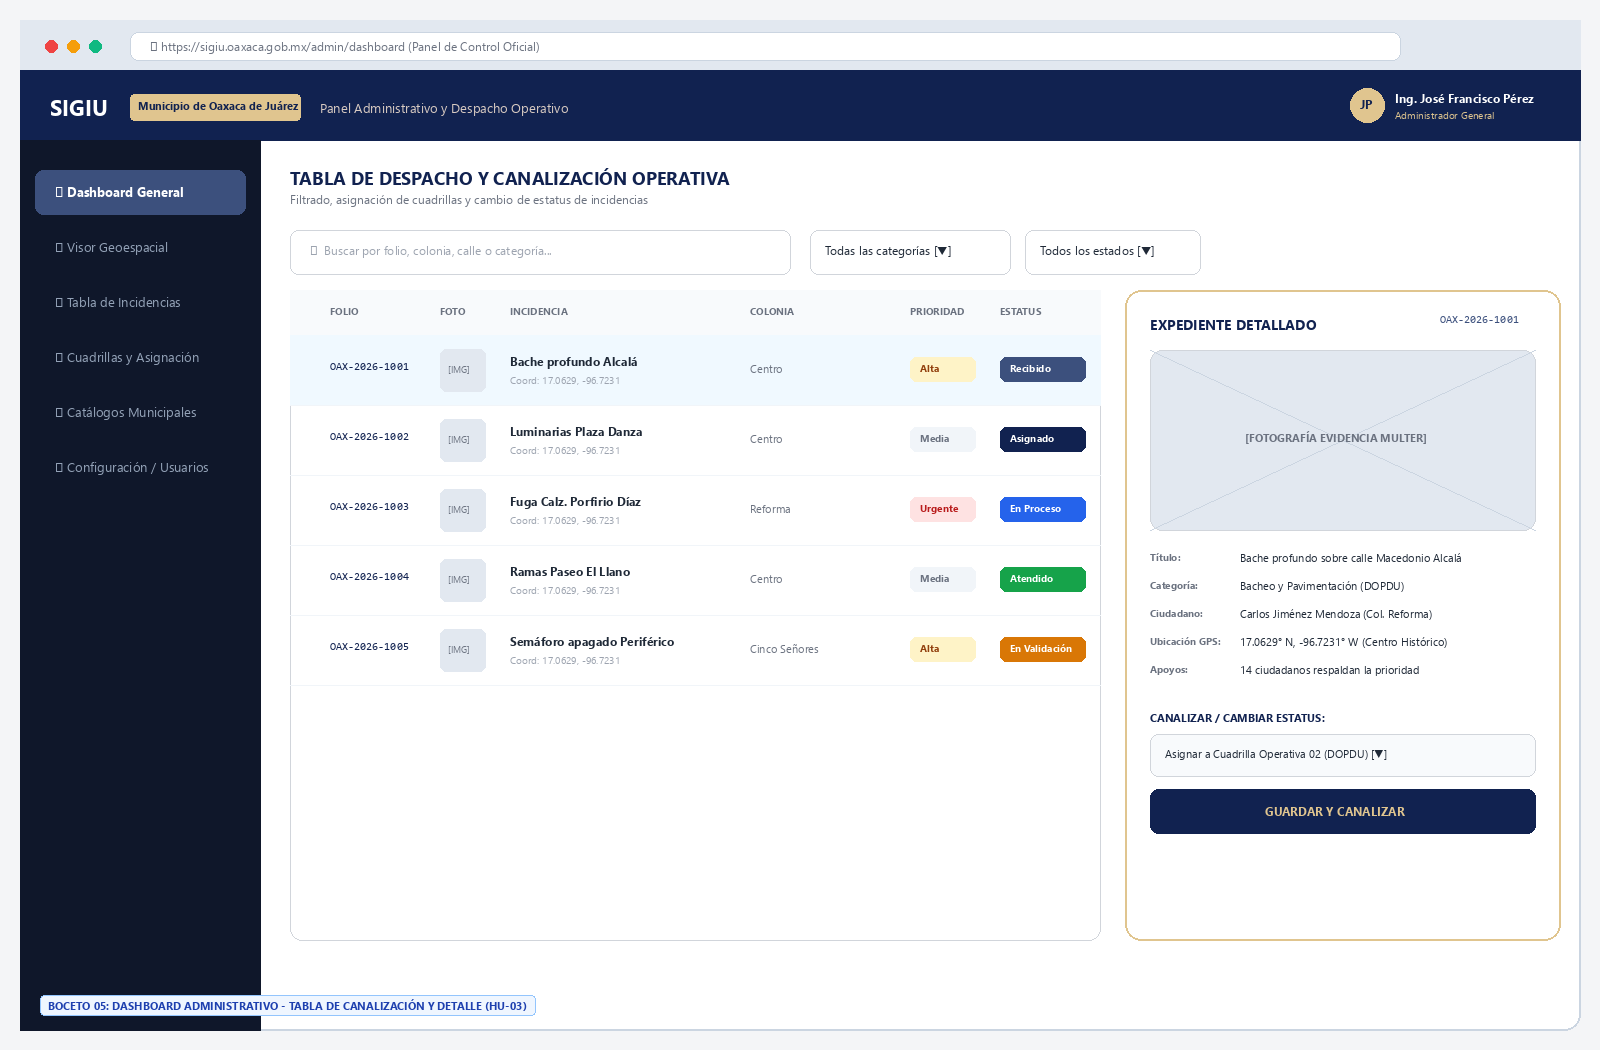 https://sigiu.oaxaca.gob.mx/admin/dashboard (Panel de Control Oficial)
SIGIU
Municipio de Oaxaca de Juárez
Panel Administrativo y Despacho Operativo
JP
Ing. José Francisco Pérez
Administrador General
Dashboard General
Visor Geoespacial
Tabla de Incidencias
Cuadrillas y Asignación
Catálogos Municipales
Configuración / Usuarios
TABLA DE DESPACHO Y CANALIZACIÓN OPERATIVA
Filtrado, asignación de cuadrillas y cambio de estatus de incidencias
Buscar por folio, colonia, calle o categoría...
Todas las categorías [▼]
Todos los estados [▼]
FOLIO FOTO INCIDENCIA COLONIA PRIORIDAD ESTATUS
OAX-2026-1001 [IMG] Bache profundo Alcalá Centro Alta Recibido
Coord: 17.0629, -96.7231
OAX-2026-1002 [IMG] Luminarias Plaza Danza Centro Media Asignado
Coord: 17.0629, -96.7231
OAX-2026-1003 [IMG] Fuga Calz. Porfirio Díaz Reforma Urgente En Proceso
Coord: 17.0629, -96.7231
OAX-2026-1004 [IMG] Ramas Paseo El Llano Centro Media Atendido
Coord: 17.0629, -96.7231
OAX-2026-1005 [IMG] Semáforo apagado Periférico Cinco Señores Alta En Validación
Coord: 17.0629, -96.7231
EXPEDIENTE DETALLADO
OAX-2026-1001
[FOTOGRAFÍA EVIDENCIA MULTER]
Título: Bache profundo sobre calle Macedonio Alcalá
Categoría: Bacheo y Pavimentación (DOPDU)
Ciudadano: Carlos Jiménez Mendoza (Col. Reforma)
Ubicación GPS: 17.0629° N, -96.7231° W (Centro Histórico)
Apoyos: 14 ciudadanos respaldan la prioridad
CANALIZAR / CAMBIAR ESTATUS:
Asignar a Cuadrilla Operativa 02 (DOPDU) [▼]
GUARDAR Y CANALIZAR
BOCETO 05: DASHBOARD ADMINISTRATIVO - TABLA DE CANALIZACIÓN Y DETALLE (HU-03)